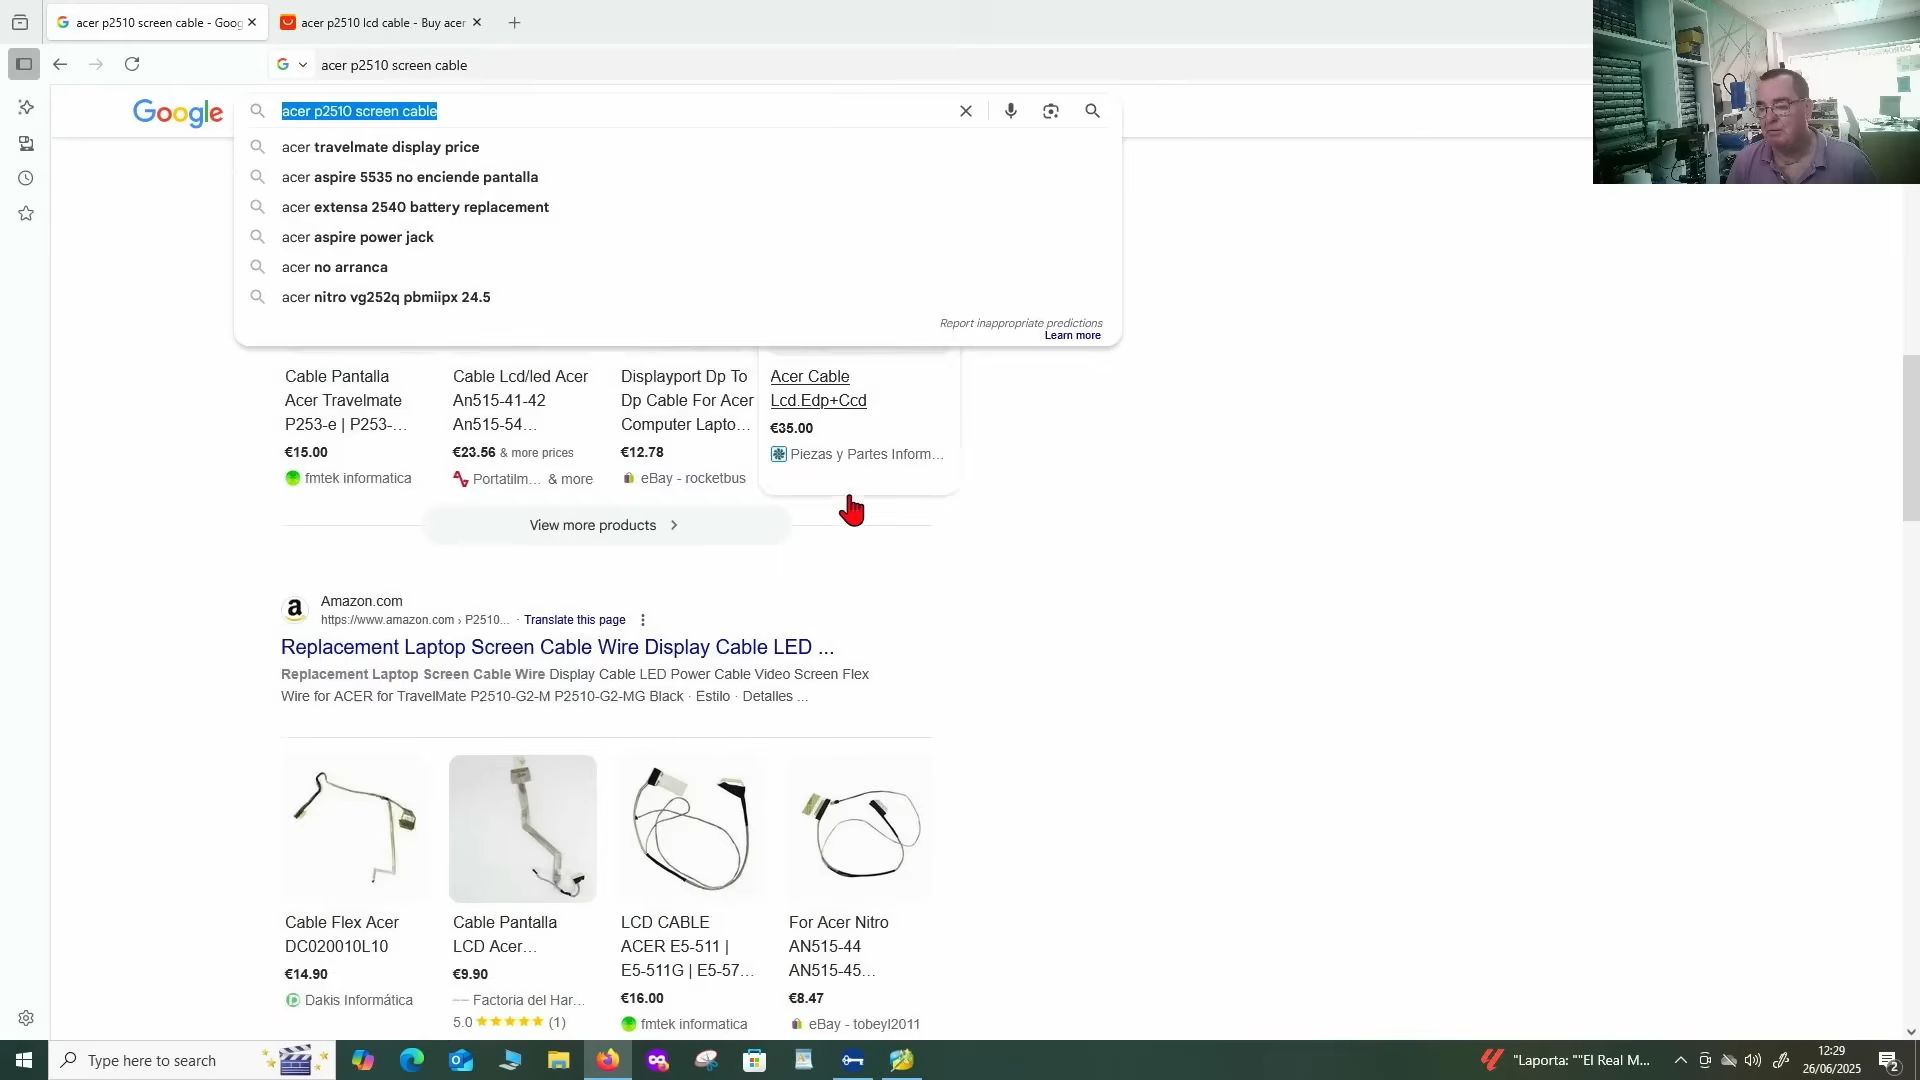 acer p2510 screen cable - Goog
acer p2510 lcd cable - Buy acer
acer p2510 screen cable
Google
acer p2510 screen cable
acer travelmate display price
acer aspire 5535 no enciende pantalla
acer extensa 2540 battery replacement
acer aspire power jack
acer no arranca
acer nitro vg252q pbmiipx 24.5
Report inappropriate predictions
Learn more
Cable Pantalla
Acer Travelmate
P253-e | P253-...
€15.00
fmtek informatica
Cable Lcd/led Acer
An515-41-42
An515-54...
€23.56 & more prices
Portatilm... & more
Displayport Dp To
Dp Cable For Acer
Computer Lapto...
€12.78
eBay - rocketbus
Acer Cable
Lcd.Edp+Ccd
€35.00
Piezas y Partes Inform...
View more products
Amazon.com
https://www.amazon.com › P2510... · Translate this page
Replacement Laptop Screen Cable Wire Display Cable LED ...
Replacement Laptop Screen Cable Wire Display Cable LED Power Cable Video Screen Flex
Wire for ACER for TravelMate P2510-G2-M P2510-G2-MG Black · Estilo · Detalles ...
Cable Flex Acer
DC020010L10
€14.90
Dakis Informática
Cable Pantalla
LCD Acer...
€9.90
Factoria del Har...
5.0 (1)
LCD CABLE
ACER E5-511 |
E5-511G | E5-57...
€16.00
fmtek informatica
For Acer Nitro
AN515-44
AN515-45...
€8.47
eBay - tobeyl2011
Type here to search
"Laporta: ""El Real M...
12:29
26/06/2025
2